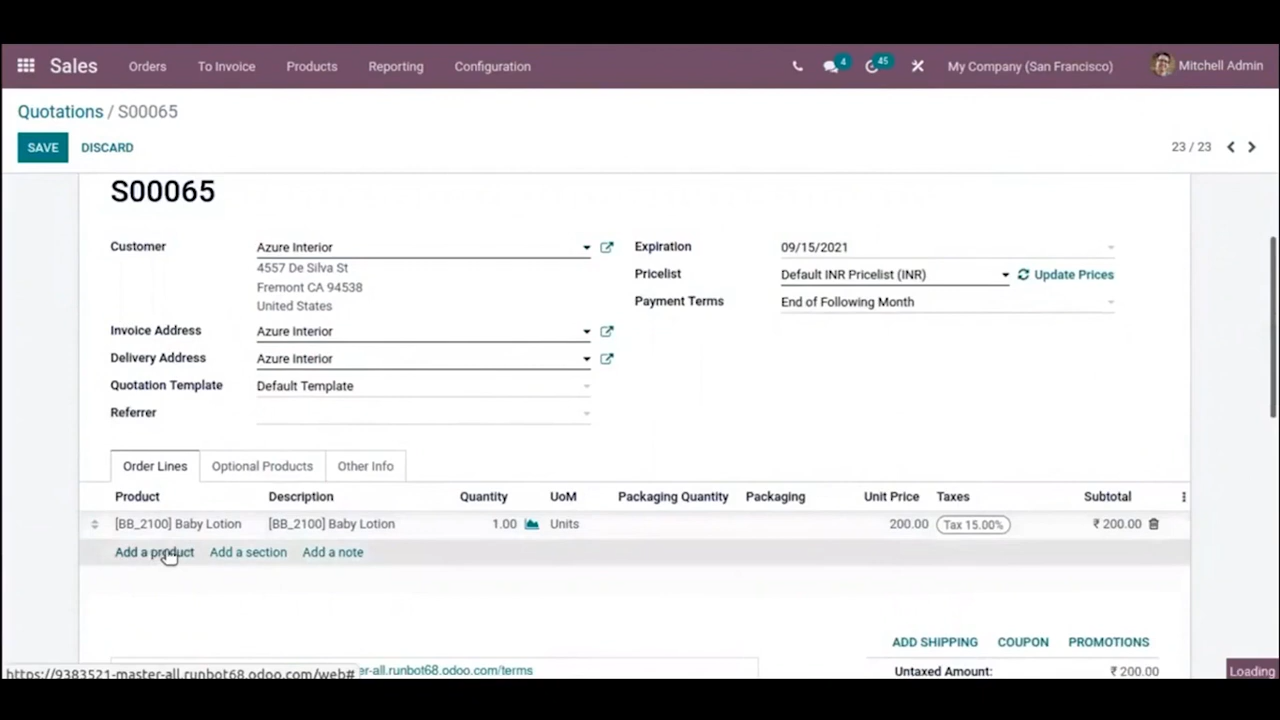 Sales Orders To Invoice Products Reporting Configuration 4 45 My Company (San Francisco) Mitchell Admin
Quotations / S00065
SAVE DISCARD 23 / 23
S00065
Customer Azure Interior Expiration 09/15/2021
4557 De Silva St
Fremont CA 94538
United States
Pricelist Default INR Pricelist (INR) Update Prices
Payment Terms End of Following Month
Invoice Address Azure Interior
Delivery Address Azure Interior
Quotation Template Default Template
Referrer
Order Lines Optional Products Other Info
Product Description Quantity UoM Packaging Quantity Packaging Unit Price Taxes Subtotal
[BB_2100] Baby Lotion [BB_2100] Baby Lotion 1.00 Units 200.00 Tax 15.00% ₹ 200.00
Add a product Add a section Add a note
ADD SHIPPING COUPON PROMOTIONS
https://9383521-master-all.runbot68.odoo.com/web# er-all.runbot68.odoo.com/terms Untaxed Amount: ₹ 200.00 Loading